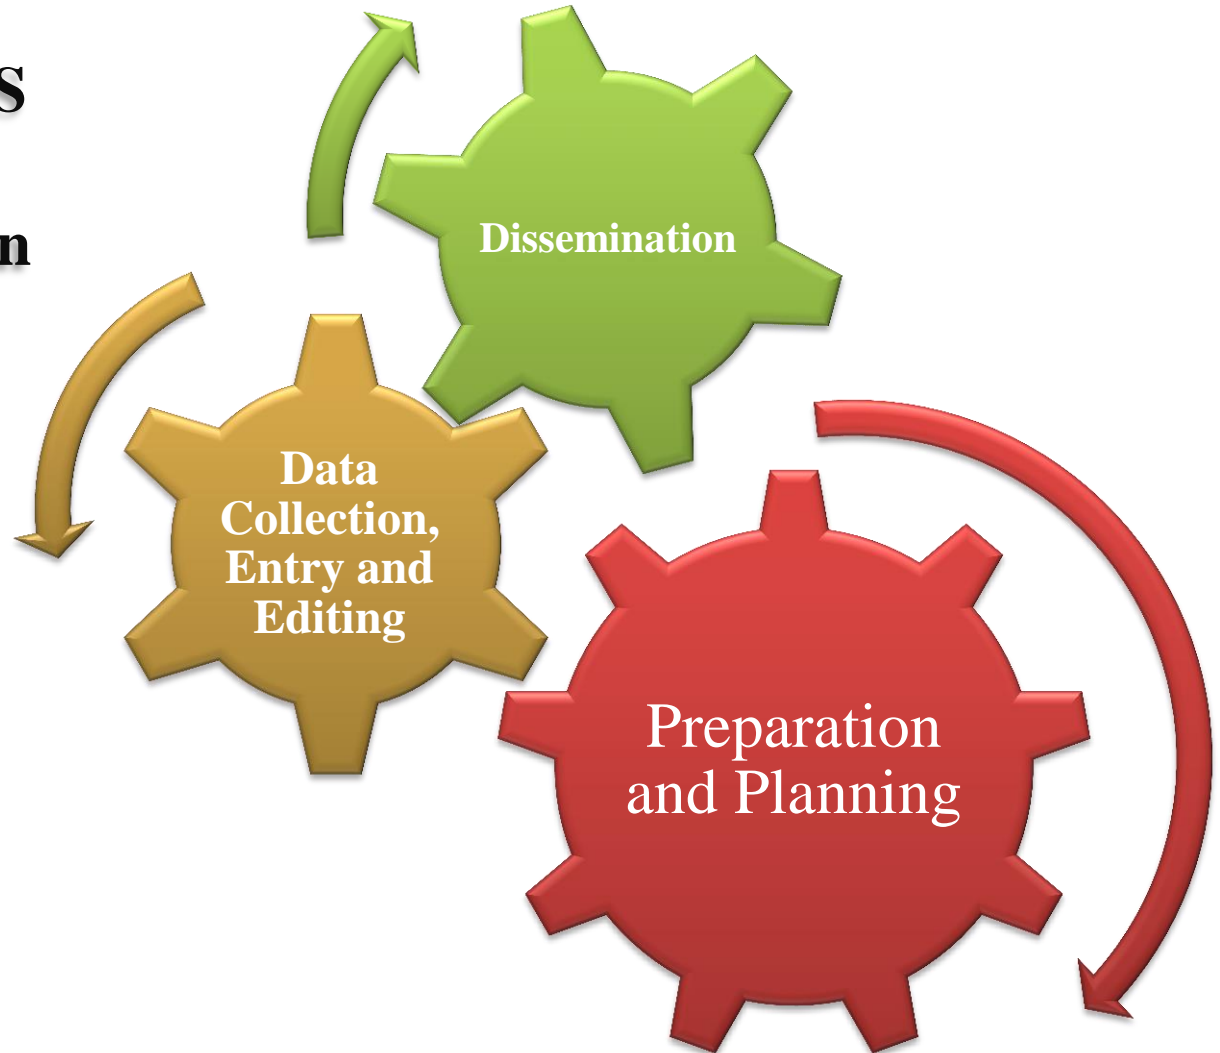 s
n
Dissemination
Data
Collection,
Entry and
Editing
Preparation
and Planning